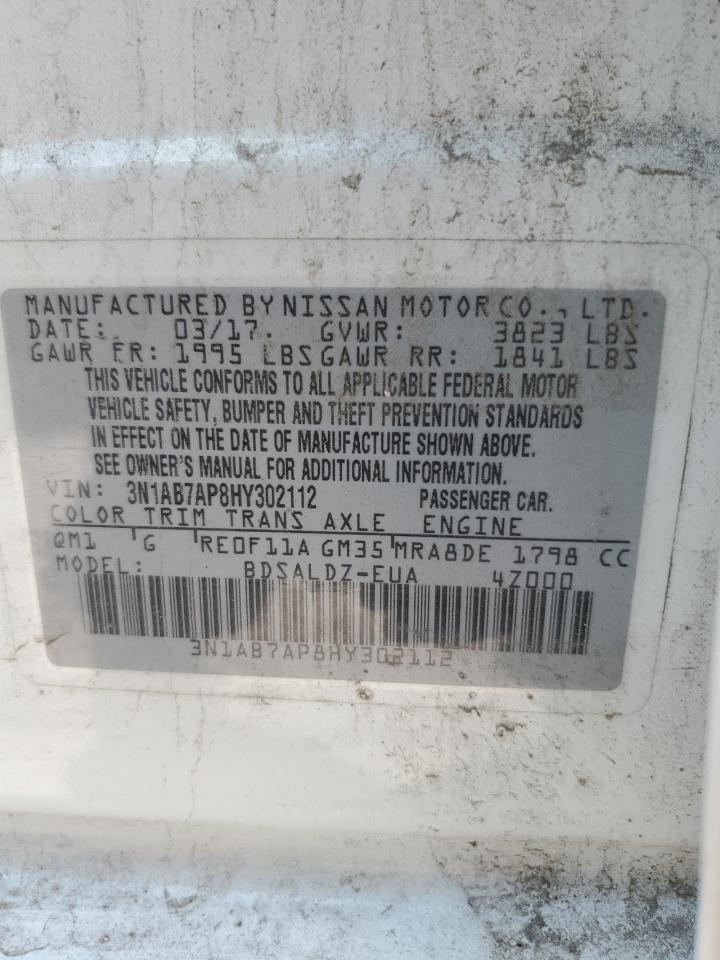 MANUFACTURED BY NISSAN MOTOR CO., LTD.
DATE: 03/17. GVWR: 3823 LBS
GAWR FR: 1995 LBS GAWR RR: 1841 LBS
THIS VEHICLE CONFORMS TO ALL APPLICABLE FEDERAL MOTOR
VEHICLE SAFETY, BUMPER AND THEFT PREVENTION STANDARDS
IN EFFECT ON THE DATE OF MANUFACTURE SHOWN ABOVE.
SEE OWNER'S MANUAL FOR ADDITIONAL INFORMATION.
VIN: 3N1AB7AP8HY302112 PASSENGER CAR.
COLOR TRIM TRANS AXLE ENGINE
QM1 G RE0F11A GM35 MRA8DE 1798 CC
MODEL: BDSALDZ-EUA 4Z000
3N1AB7AP8HY302112